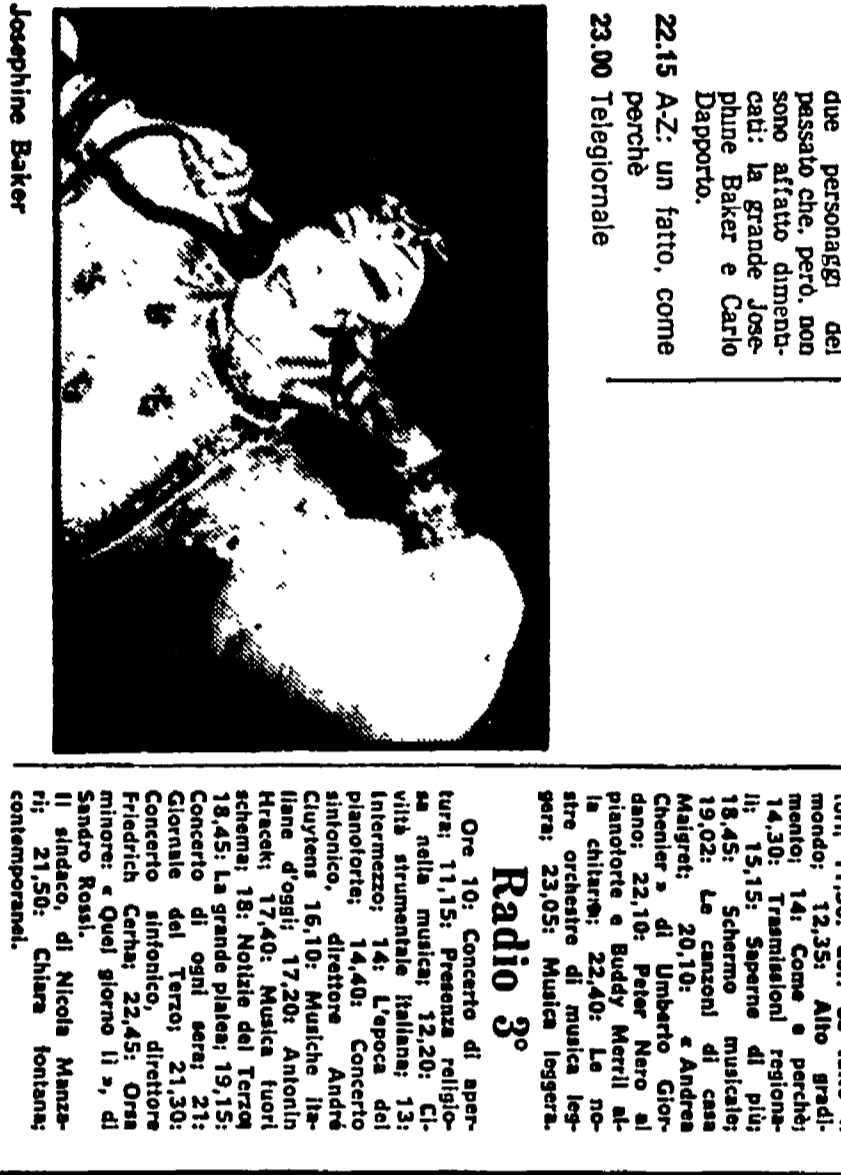 due personaggi del
passato che, però, non
sono affatto dimenti-
cati: la grande Jose-
phine Baker e Carlo
Dapporto.
22.15 A-Z: un fatto, come
perchè
23.00 Telegiornale
Josephine Baker
mondo; 12,35: Alto gradi-
mento; 14: Come e perchè;
14,30: Trasmissioni regiona-
li; 15,15: Saperne di più;
18,45: Schermo musicale;
19,02: Le canzoni di casa
Maigret; 20,10: « Andrea
Chenier » di Umberto Gior-
dano; 22,10: Peter Nero al
pianoforte e Buddy Merril al-
la chitarra; 22,40: Le no-
stre orchestre di musica leg-
gera; 23,05: Musica leggera.
Radio 3º
Ore 10: Concerto di aper-
tura; 11,15: Presenza religio-
sa nella musica; 12,20: Ci-
viltà strumentale italiana; 13:
Intermezzo; 14: L'epoca del
pianoforte; 14,40: Concerto
sinfonico, direttore André
Cluytens 16,10: Musiche ita-
liane d'oggi; 17,20: Antonin
Hracek; 17,40: Musica fuori
schema; 18: Notizie del Terzo;
18,45: La grande platea; 19,15:
Concerto di ogni sera; 21:
Giornale del Terzo; 21,30:
Concerto sinfonico, direttore
Friedrich Cerha; 22,45: Orsa
minore: « Quel giorno lì », di
Sandro Rossi.
Il sindaco, di Nicola Manza-
ri; 21,50: Chiara fontana;
contemporanei.